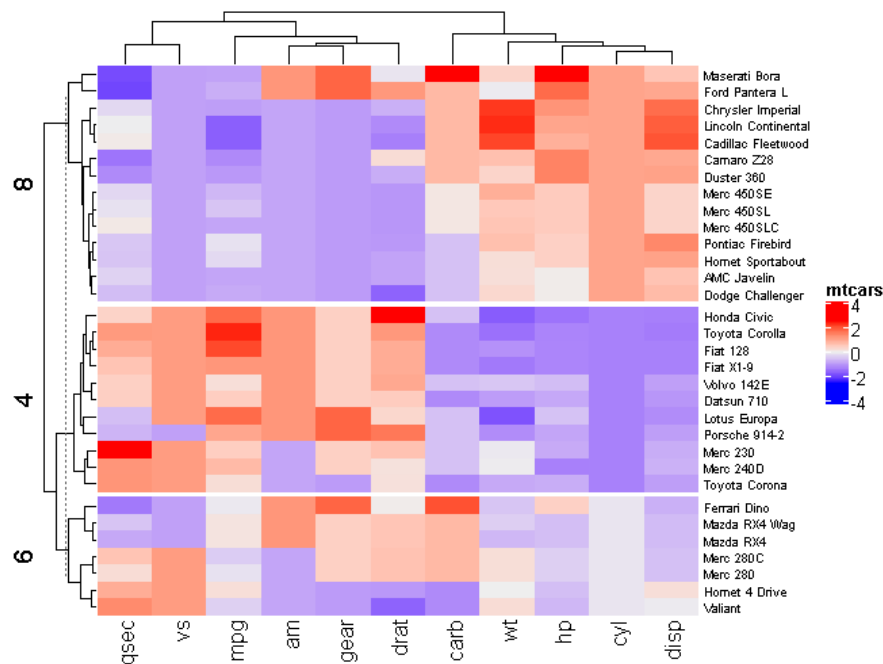 Maserati Bora
Ford Pantera L
Chrysler Imperial
Lincoln Continental
Cadillac Fleetwood
Camaro Z28
Duster 360
Merc 450SE
Merc 450SL
Merc 450SLC
Pontiac Firebird
Hornet Sportabout
AMC Javelin
Dodge Challenger
8
Honda Civic
Toyota Corolla
Fiat 128
Fiat X1-9
Volvo 142E
Datsun 710
Lotus Europa
Porsche 914-2
Merc 230
Merc 240D
Toyota Corona
4
Ferrari Dino
Mazda RX4 Wag
Mazda RX4
Merc 280C
Merc 280
Hornet 4 Drive
Valiant
6
qsec vs mpg am gear drat carb wt hp cyl disp
mtcars
4
2
0
-2
-4